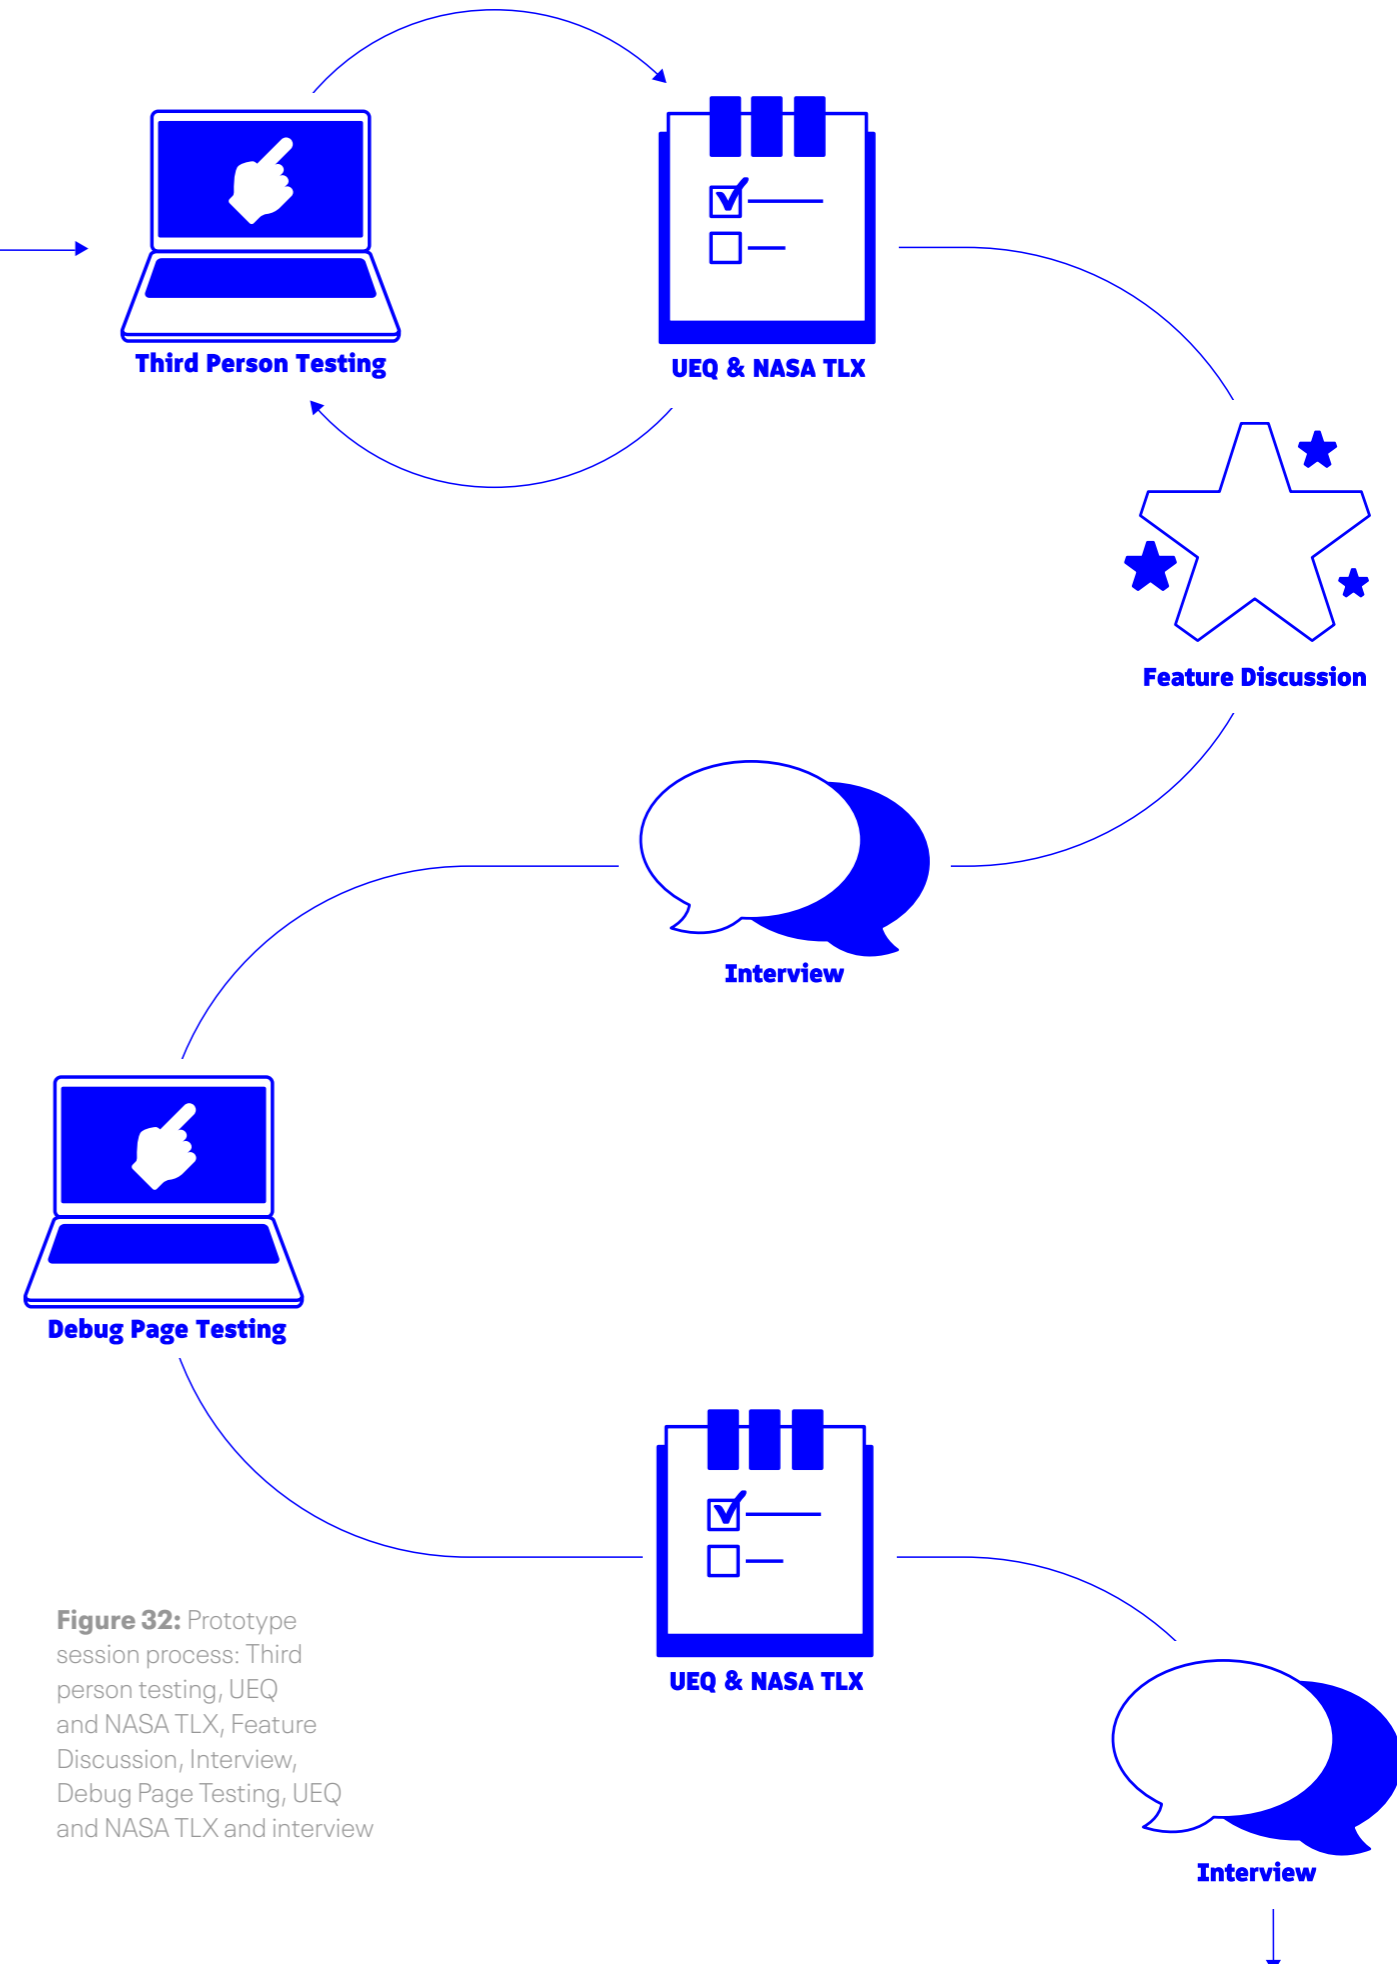 Third Person Testing
UEQ & NASA TLX
Feature Discussion
Interview
Debug Page Testing
UEQ & NASA TLX
Interview
Figure 32: Prototype
session process: Third
person testing, UEQ
and NASA TLX, Feature
Discussion, Interview,
Debug Page Testing, UEQ
and NASA TLX and interview